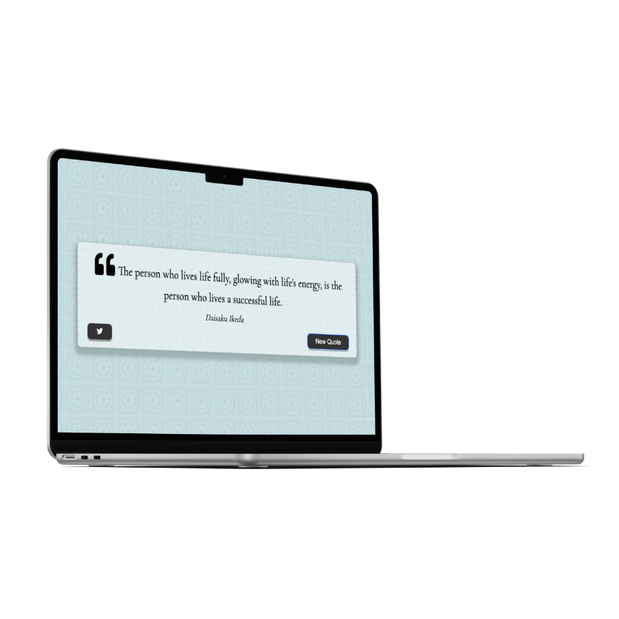 The person who lives life fully, glowing with life's energy, is the
person who lives a successful life.
Daisaku Ikeda
New Quote